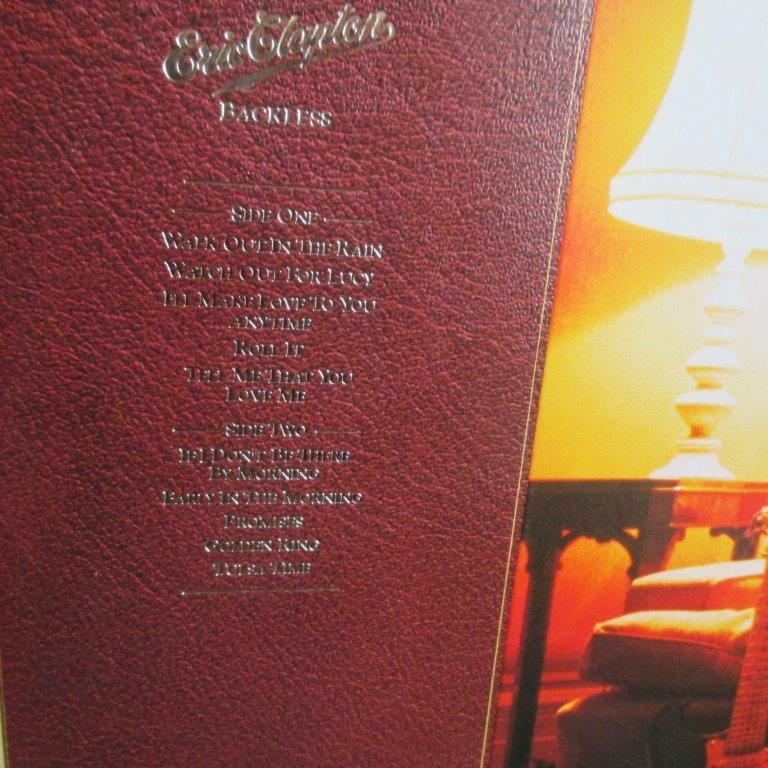 Eric Clapton
BACKLESS
SIDE ONE
WALK OUT IN THE RAIN
WATCH OUT FOR LUCY
I'LL MAKE LOVE TO YOU
ANYTIME
ROLL IT
TELL ME THAT YOU
LOVE ME
SIDE TWO
IF I DON'T BE THERE
BY MORNING
EARLY IN THE MORNING
PROMISES
GOLDEN RING
TULSA TIME